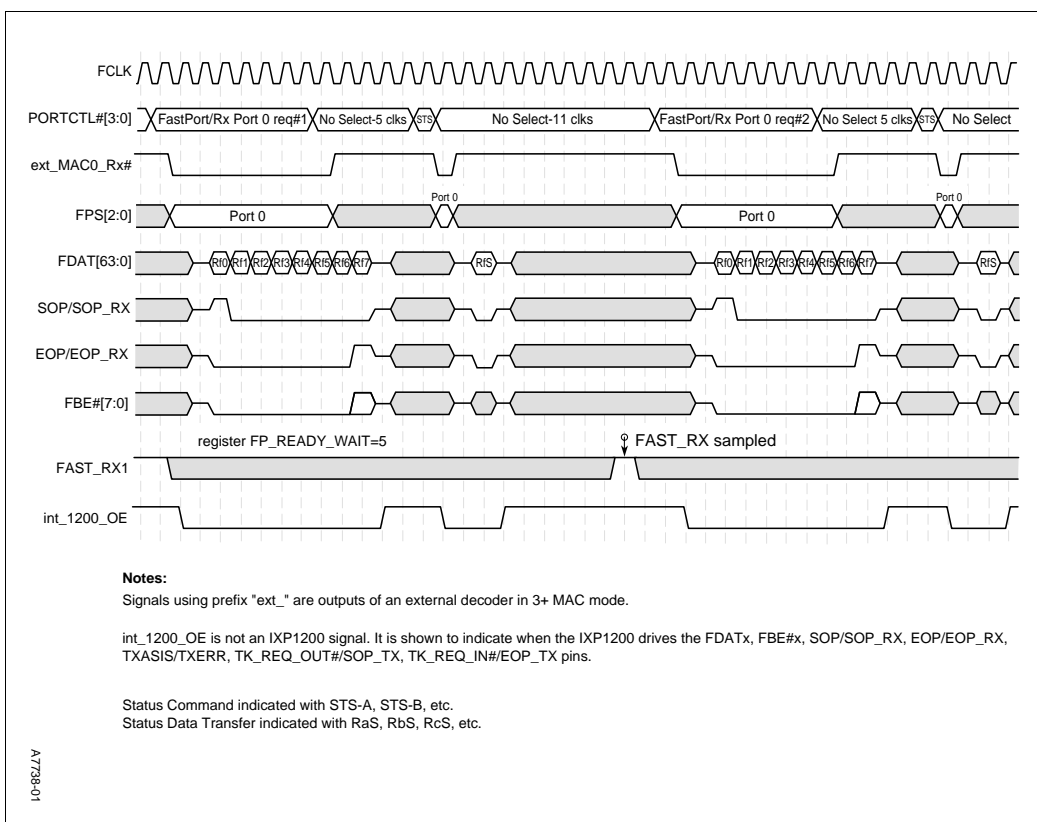 FCLK
PORTCTL#[3:0] FastPort/Rx Port 0 req#1 No Select-5 clks STS No Select-11 clks FastPort/Rx Port 0 req#2 No Select 5 clks STS No Select
ext_MAC0_Rx#
Port 0 Port 0
FPS[2:0] Port 0 Port 0
FDAT[63:0] Rf0 Rf1 Rf2 Rf3 Rf4 Rf5 Rf6 Rf7 RfS Rf0 Rf1 Rf2 Rf3 Rf4 Rf5 Rf6 Rf7 RfS
SOP/SOP_RX
EOP/EOP_RX
FBE#[7:0]
register FP_READY_WAIT=5 FAST_RX sampled
FAST_RX1
int_1200_OE
Notes:
Signals using prefix "ext_" are outputs of an external decoder in 3+ MAC mode.
int_1200_OE is not an IXP1200 signal. It is shown to indicate when the IXP1200 drives the FDATx, FBE#x, SOP/SOP_RX, EOP/EOP_RX,
TXASIS/TXERR, TK_REQ_OUT#/SOP_TX, TK_REQ_IN#/EOP_TX pins.
Status Command indicated with STS-A, STS-B, etc.
Status Data Transfer indicated with RaS, RbS, RcS, etc.
A7738-01